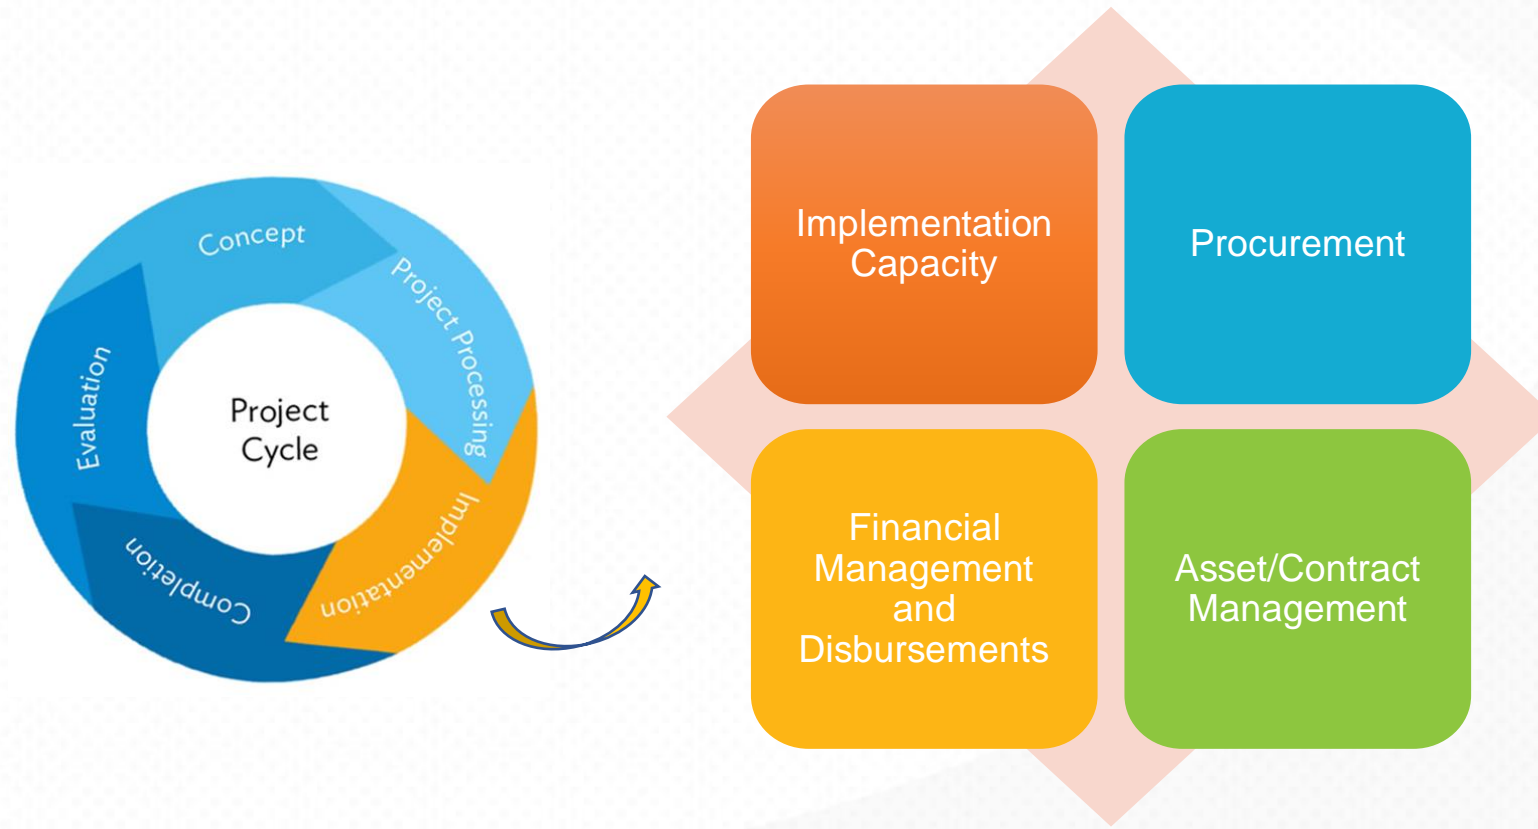 Concept
Project Processing
Implementation
Completion
Evaluation
Project
Cycle
Implementation
Capacity
Procurement
Financial
Management
and
Disbursements
Asset/Contract
Management